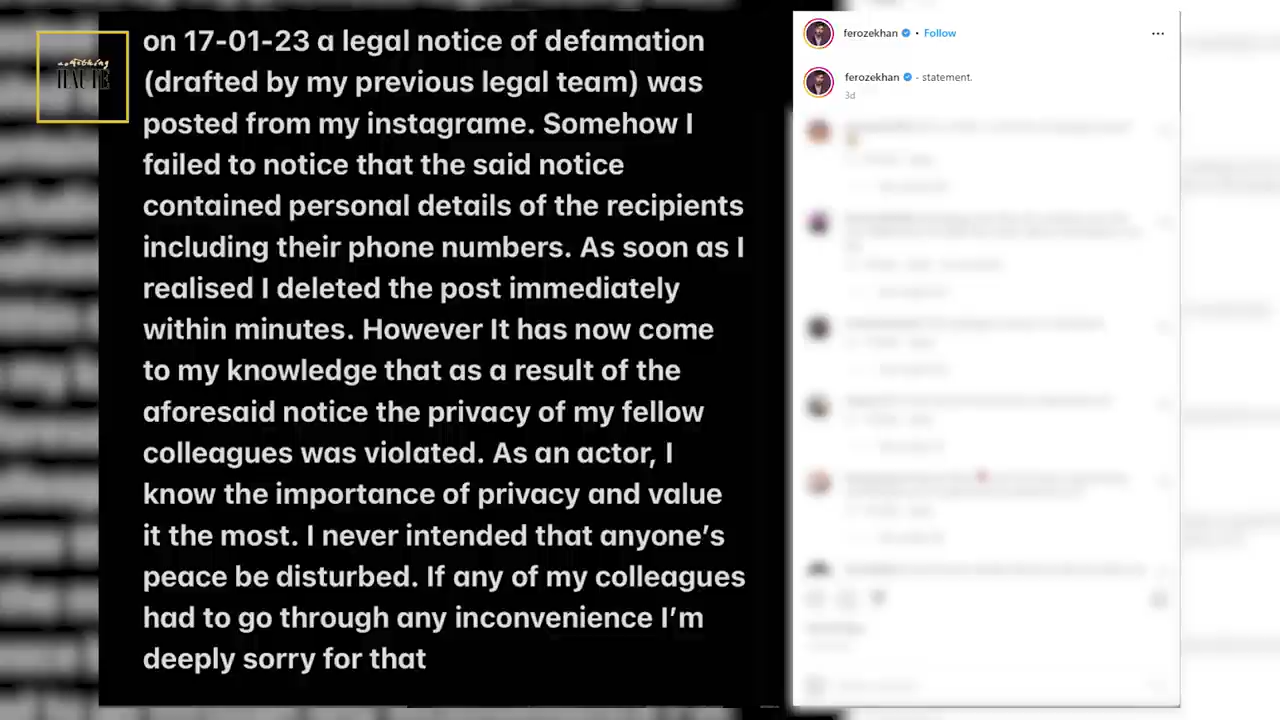 something
HAUTE
on 17-01-23 a legal notice of defamation
(drafted by my previous legal team) was
posted from my instagrame. Somehow I
failed to notice that the said notice
contained personal details of the recipients
including their phone numbers. As soon as I
realised I deleted the post immediately
within minutes. However It has now come
to my knowledge that as a result of the
aforesaid notice the privacy of my fellow
colleagues was violated. As an actor, I
know the importance of privacy and value
it the most. I never intended that anyone’s
peace be disturbed. If any of my colleagues
had to go through any inconvenience I’m
deeply sorry for that
ferozekhan • Follow
ferozekhan - statement.
3d